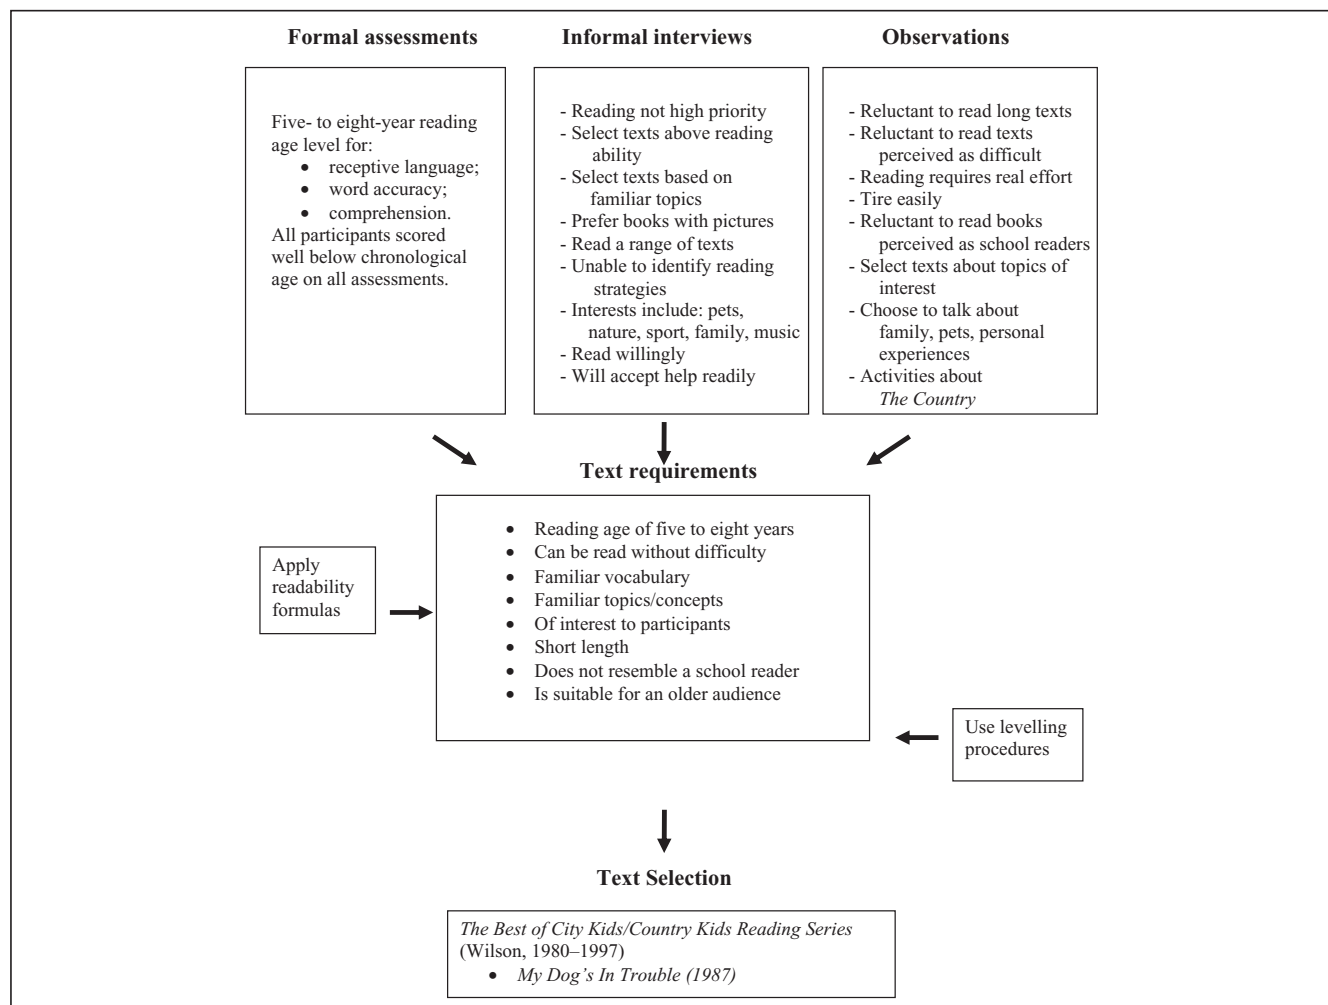 Formal assessments
Five- to eight-year reading
age level for:
• receptive language;
• word accuracy;
• comprehension.
All participants scored
well below chronological
age on all assessments.
Informal interviews
- Reading not high priority
- Select texts above reading
ability
- Select texts based on
familiar topics
- Prefer books with pictures
- Read a range of texts
- Unable to identify reading
strategies
- Interests include: pets,
nature, sport, family, music
- Read willingly
- Will accept help readily
Observations
- Reluctant to read long texts
- Reluctant to read texts
perceived as difficult
- Reading requires real effort
- Tire easily
- Reluctant to read books
perceived as school readers
- Select texts about topics of
interest
- Choose to talk about
family, pets, personal
experiences
- Activities about
The Country
Text requirements
• Reading age of five to eight years
• Can be read without difficulty
• Familiar vocabulary
• Familiar topics/concepts
• Of interest to participants
• Short length
• Does not resemble a school reader
• Is suitable for an older audience
Apply
readability
formulas
Use levelling
procedures
Text Selection
The Best of City Kids/Country Kids Reading Series
(Wilson, 1980–1997)
• My Dog's In Trouble (1987)